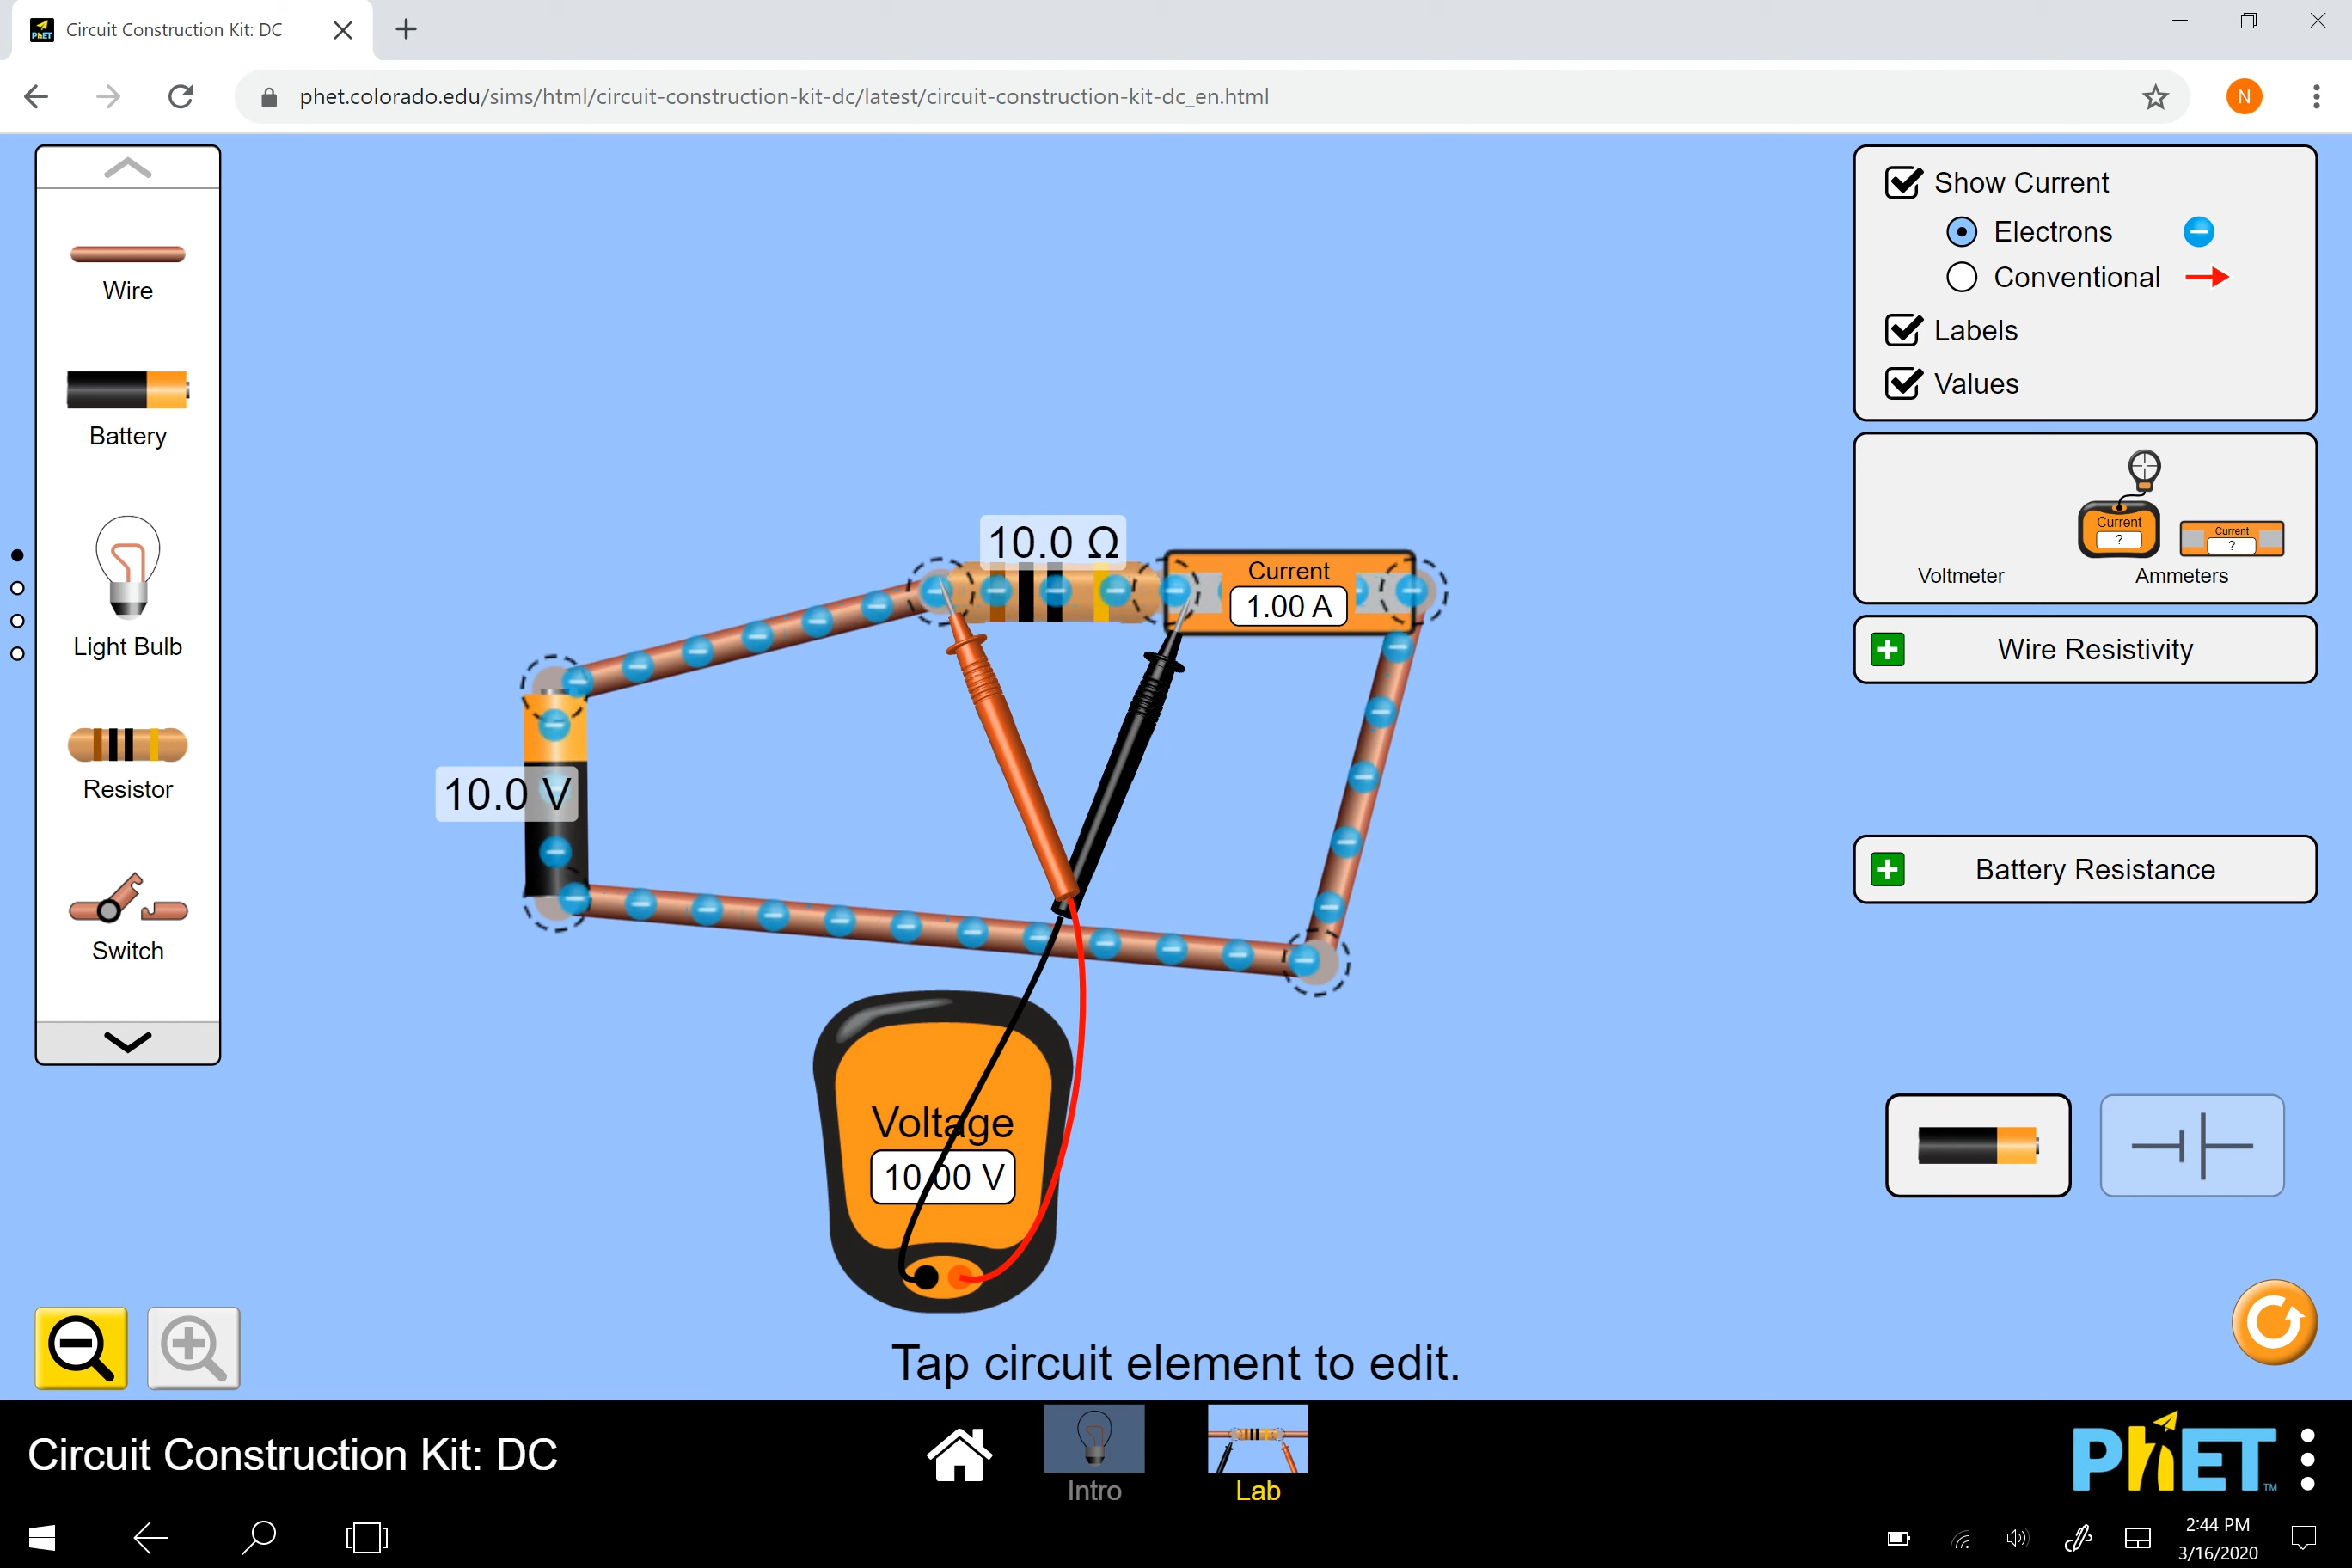 Circuit Construction Kit: DC
phet.colorado.edu/sims/html/circuit-construction-kit-dc/latest/circuit-construction-kit-dc_en.html
N
Wire
Battery
Light Bulb
Resistor
Switch
Show Current
Electrons
Conventional
Labels
Values
Current
?
Current
?
Voltmeter
Ammeters
Wire Resistivity
Battery Resistance
10.0 Ω
Current
1.00 A
10.0 V
Voltage
10.00 V
Tap circuit element to edit.
Circuit Construction Kit: DC
Intro
Lab
PhET
TM
2:44 PM
3/16/2020